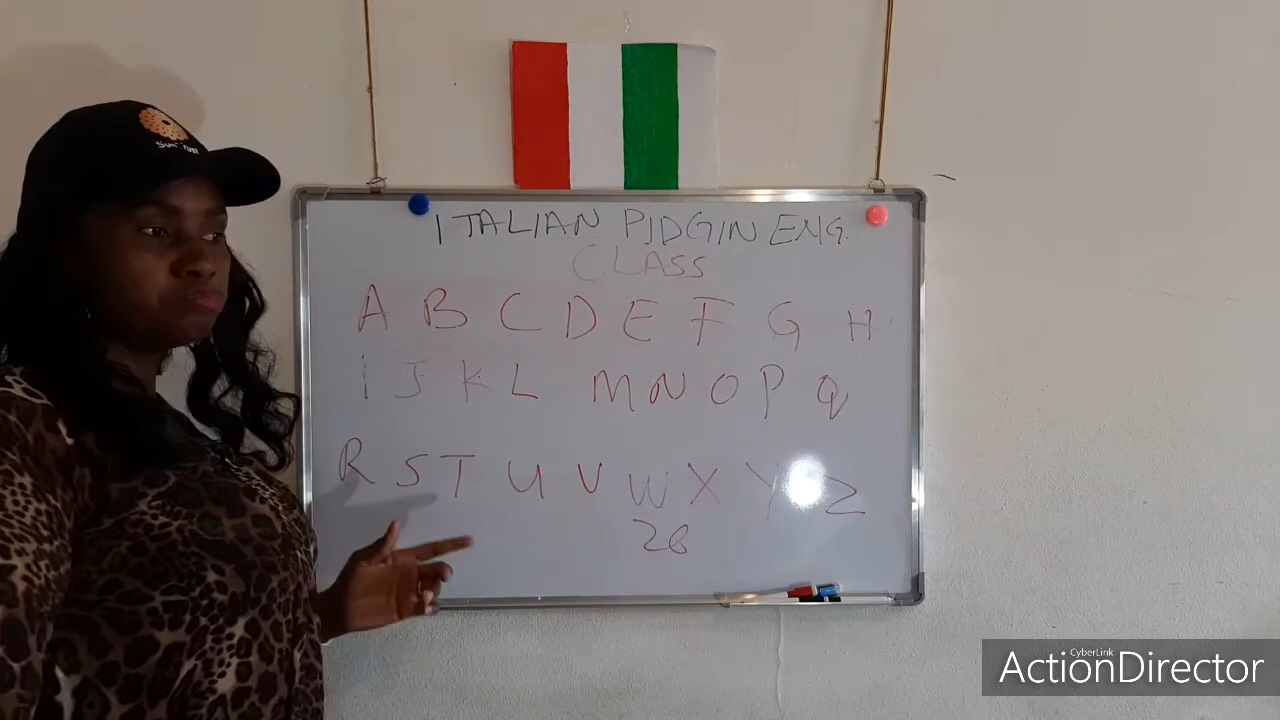 ITALIAN PIDGIN ENG.
CLASS
A B C D E F G H
I J K L M N O P Q
R S T U V W X Y Z
26
CyberLink
ActionDirector